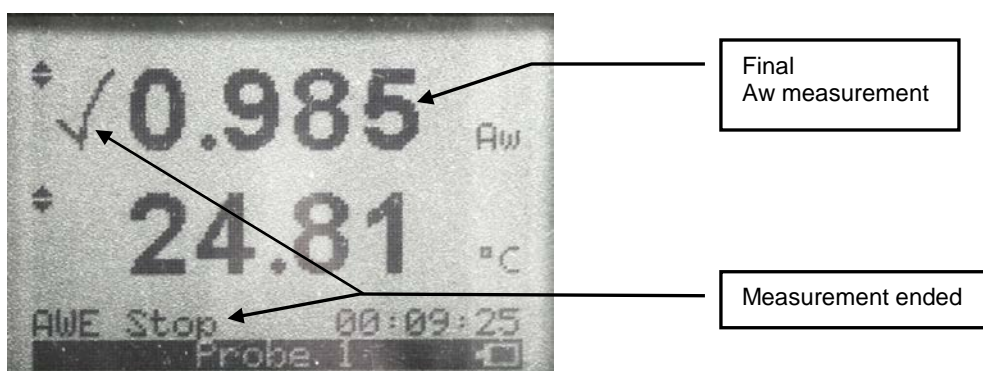 0.985
Aw
24.81
°C
AWE Stop 00:09:25
Probe 1
Final
Aw measurement
Measurement ended